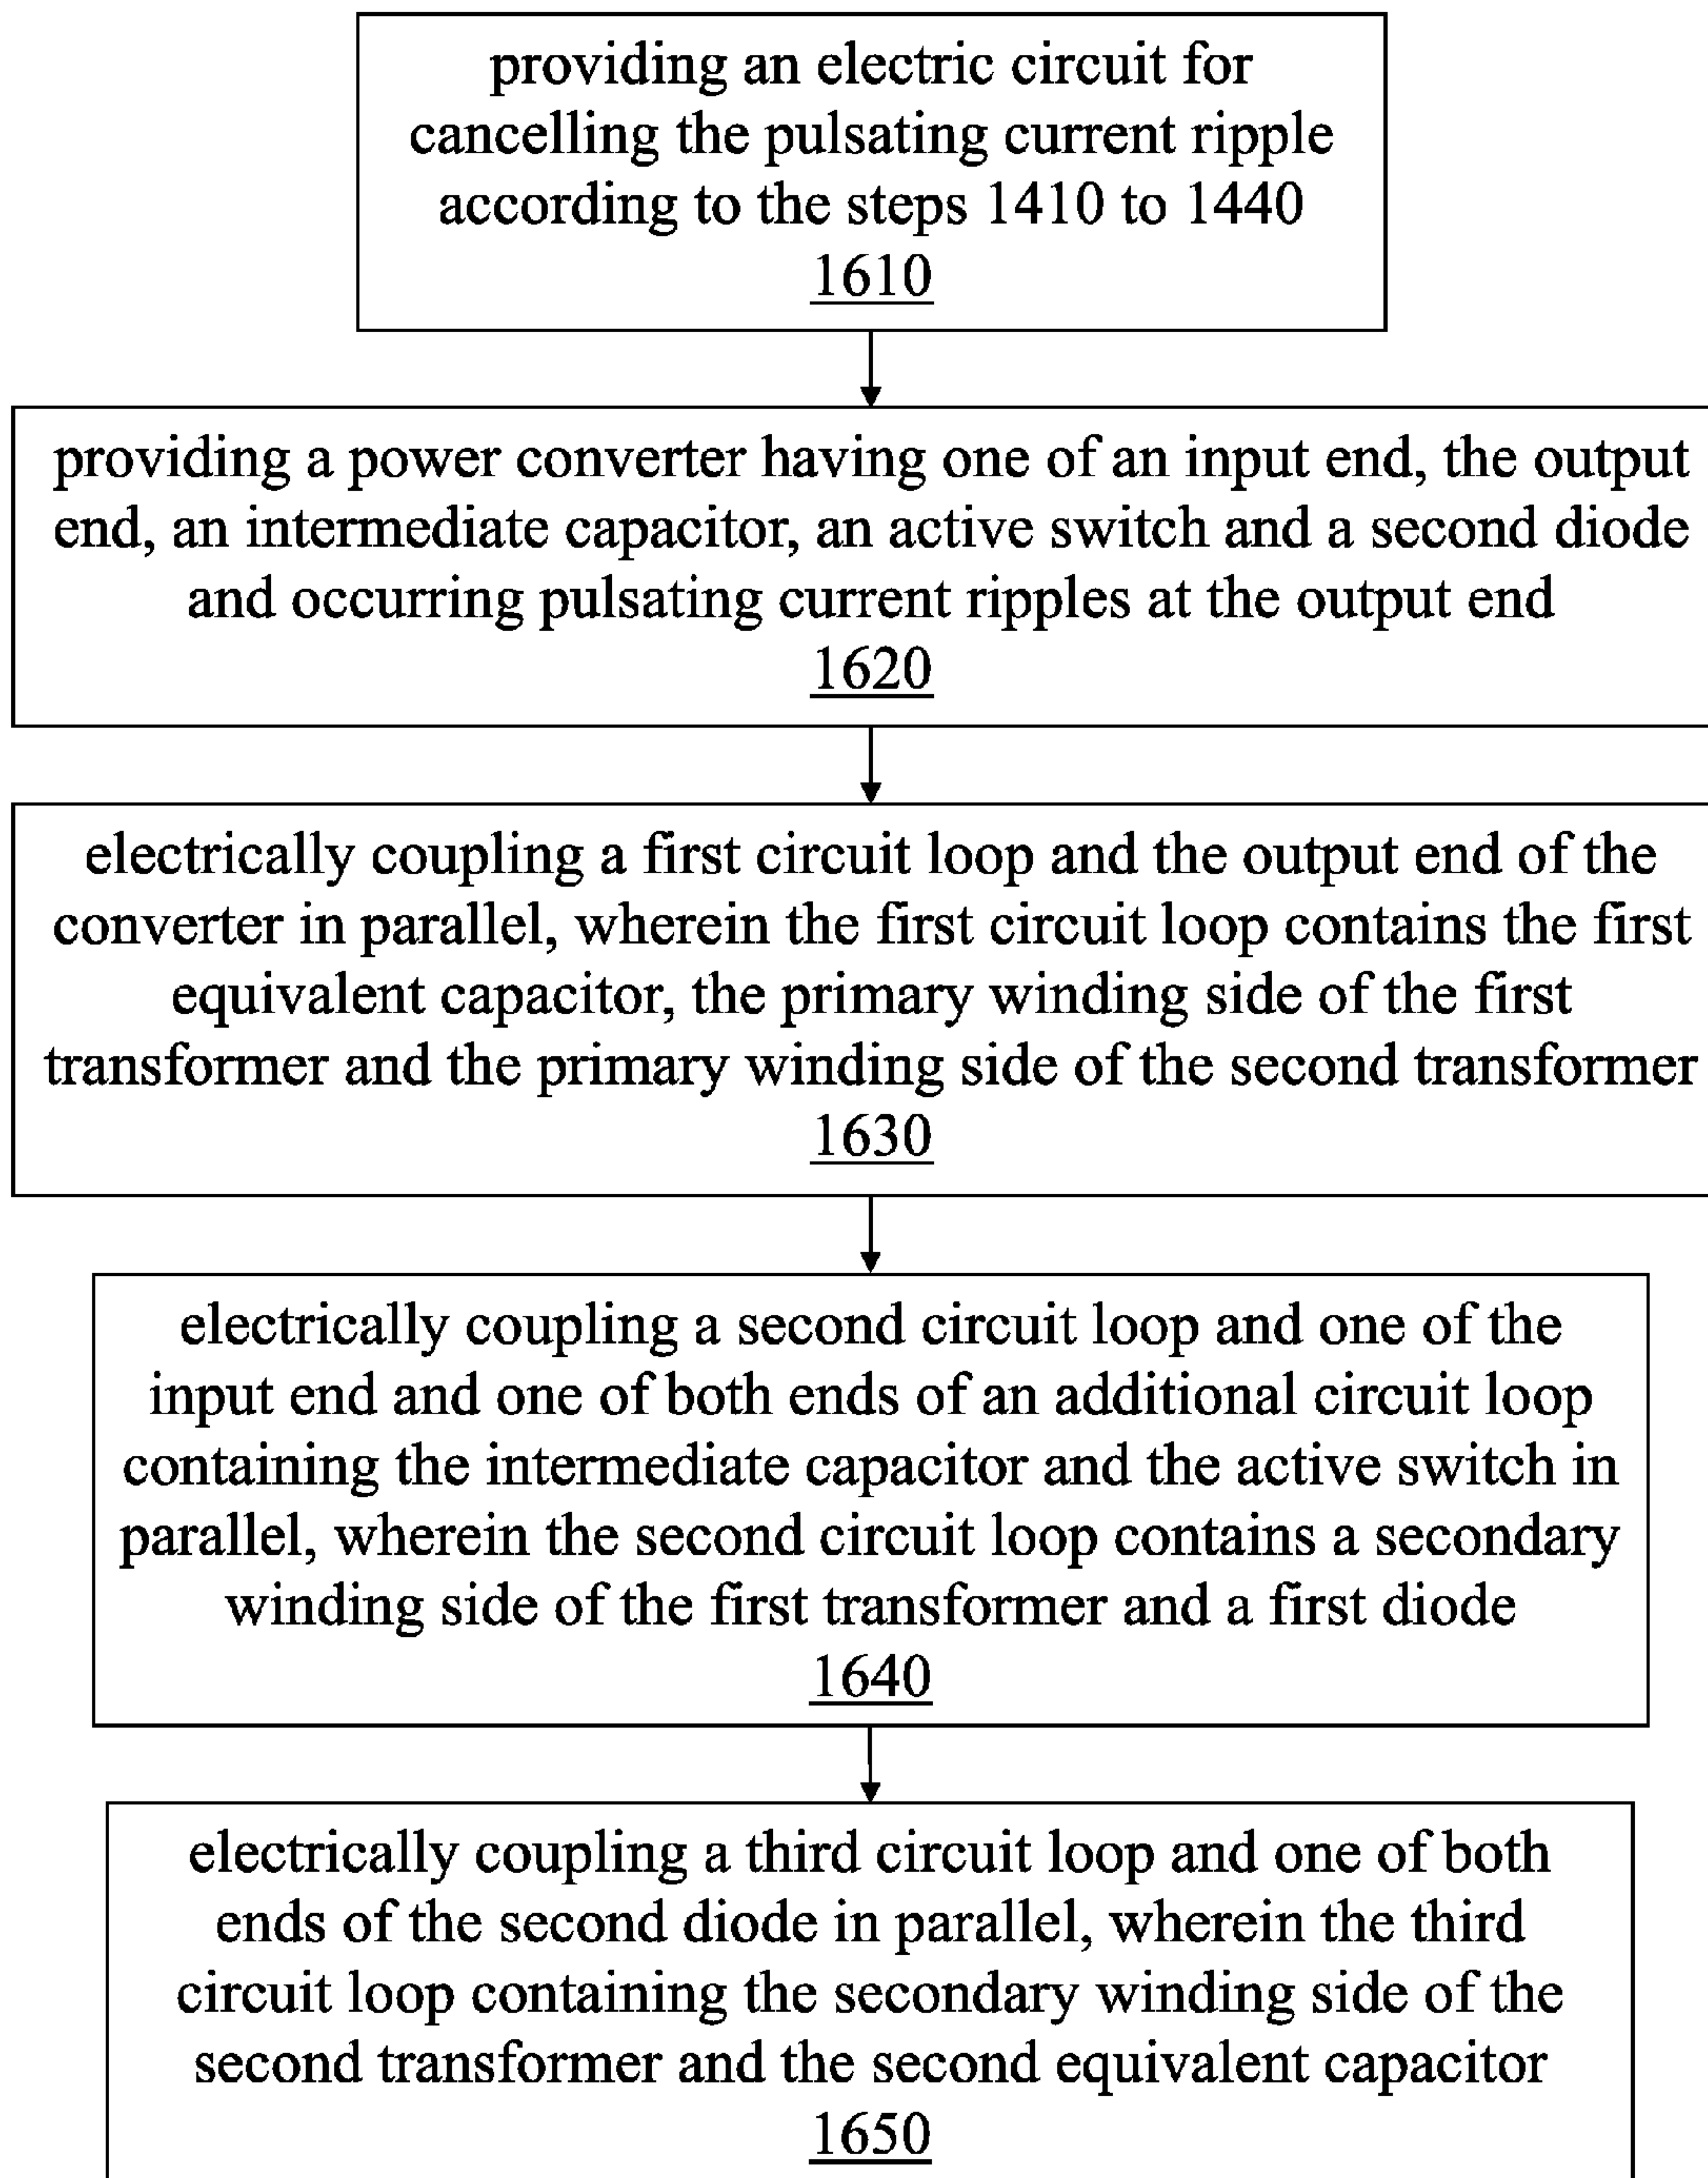 providing an electric circuit for
cancelling the pulsating current ripple
according to the steps 1410 to 1440
1610
providing a power converter having one of an input end, the output
end, an intermediate capacitor, an active switch and a second diode
and occurring pulsating current ripples at the output end
1620
electrically coupling a first circuit loop and the output end of the
converter in parallel, wherein the first circuit loop contains the first
equivalent capacitor, the primary winding side of the first
transformer and the primary winding side of the second transformer
1630
electrically coupling a second circuit loop and one of the
input end and one of both ends of an additional circuit loop
containing the intermediate capacitor and the active switch in
parallel, wherein the second circuit loop contains a secondary
winding side of the first transformer and a first diode
1640
electrically coupling a third circuit loop and one of both
ends of the second diode in parallel, wherein the third
circuit loop containing the secondary winding side of the
second transformer and the second equivalent capacitor
1650